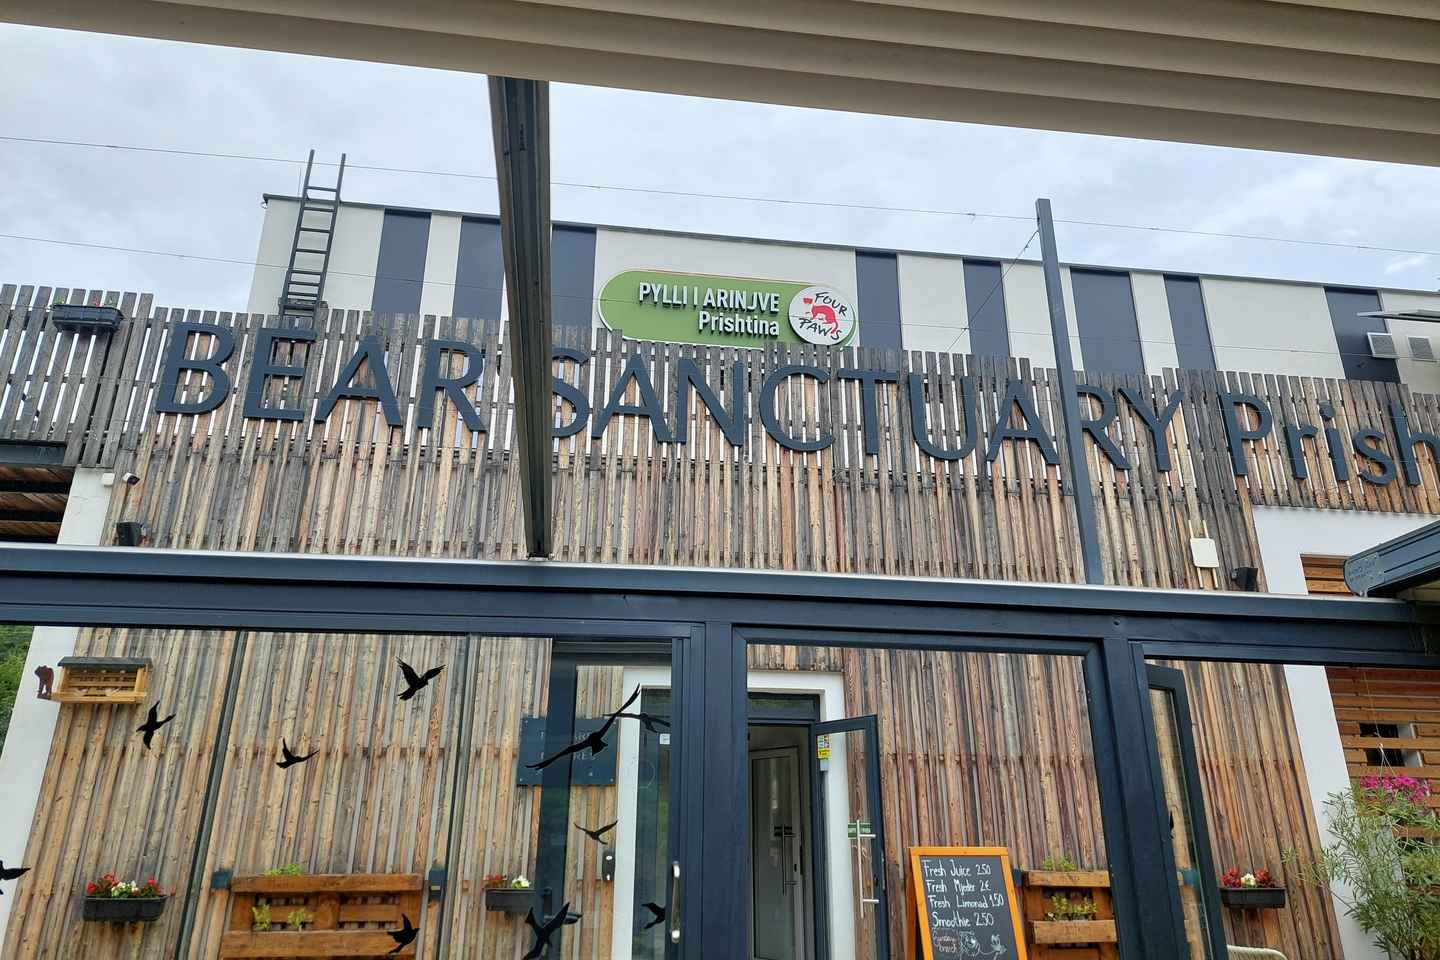 PYLLI I ARINJVE
Prishtina
FOUR
PAWS
BEAR SANCTUARY Prish
Fresh Juice 2.50
Fresh Mjeder 2€
Fresh Limonad 1.50
Smoothie 2.50